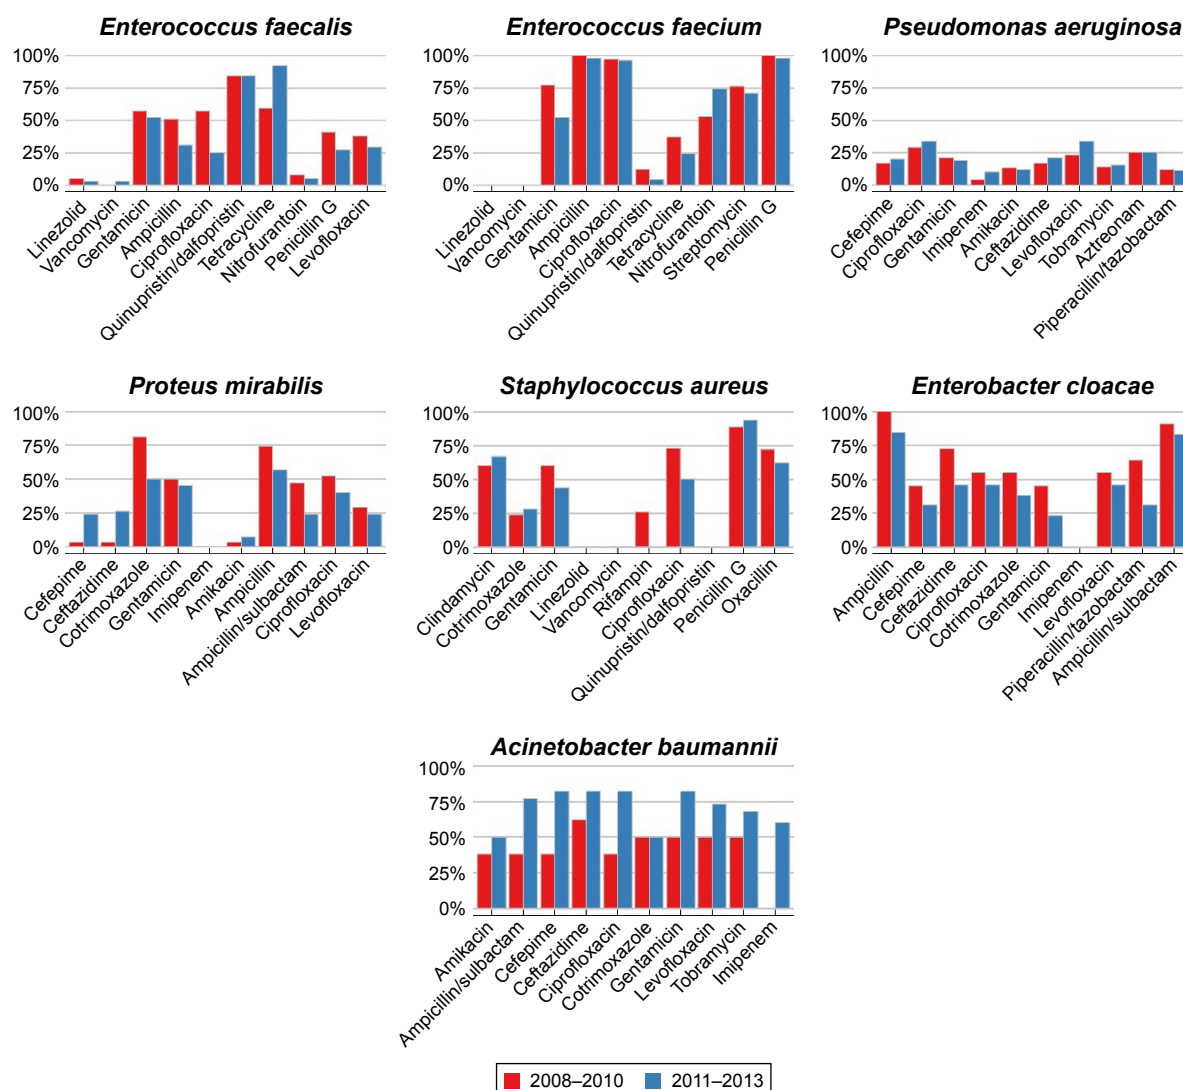 Enterococcus faecalis
100%
75%
50%
25%
0%
Linezolid
Vancomycin
Gentamicin
Ampicillin
Ciprofloxacin
Quinupristin/dalfopristin
Tetracycline
Nitrofurantoin
Penicillin G
Levofloxacin
Enterococcus faecium
100%
75%
50%
25%
0%
Linezolid
Vancomycin
Gentamicin
Ampicillin
Ciprofloxacin
Quinupristin/dalfopristin
Tetracycline
Nitrofurantoin
Streptomycin
Penicillin G
Pseudomonas aeruginosa
100%
75%
50%
25%
0%
Cefepime
Ciprofloxacin
Gentamicin
Imipenem
Amikacin
Ceftazidime
Levofloxacin
Tobramycin
Aztreonam
Piperacillin/tazobactam
Proteus mirabilis
100%
75%
50%
25%
0%
Cefepime
Ceftazidime
Cotrimoxazole
Gentamicin
Imipenem
Amikacin
Ampicillin
Ampicillin/sulbactam
Ciprofloxacin
Levofloxacin
Staphylococcus aureus
100%
75%
50%
25%
0%
Clindamycin
Cotrimoxazole
Gentamicin
Linezolid
Vancomycin
Rifampin
Ciprofloxacin
Quinupristin/dalfopristin
Penicillin G
Oxacillin
Enterobacter cloacae
100%
75%
50%
25%
0%
Ampicillin
Cefepime
Ceftazidime
Ciprofloxacin
Cotrimoxazole
Gentamicin
Imipenem
Levofloxacin
Piperacillin/tazobactam
Ampicillin/sulbactam
Acinetobacter baumannii
100%
75%
50%
25%
0%
Amikacin
Ampicillin/sulbactam
Cefepime
Ceftazidime
Ciprofloxacin
Cotrimoxazole
Gentamicin
Levofloxacin
Tobramycin
Imipenem
2008–2010 2011–2013